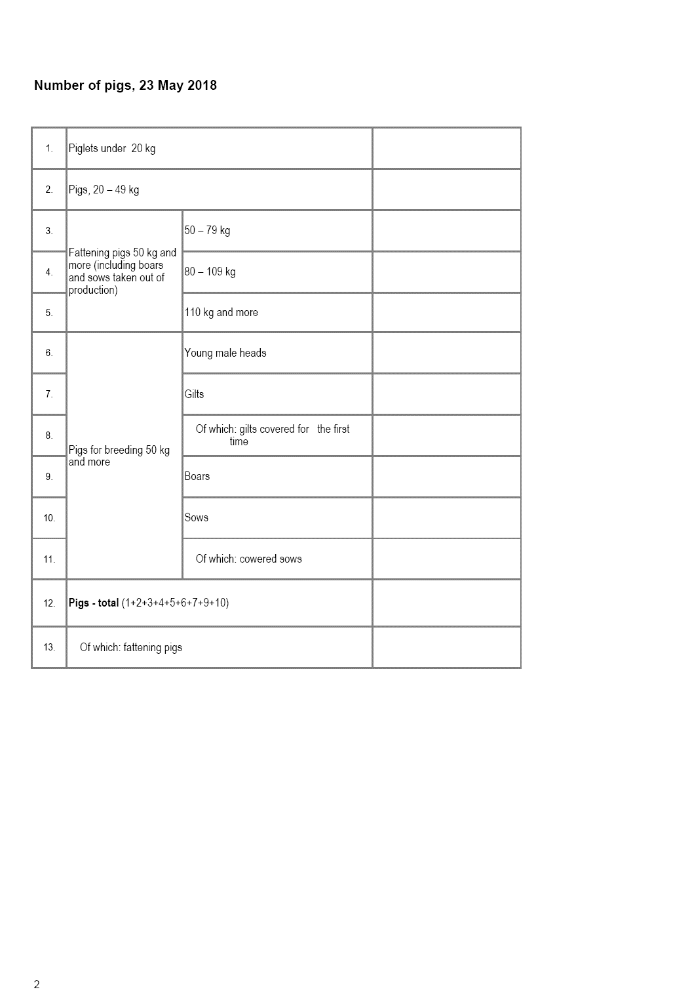 Number of pigs, 23 May 2018
1. Piglets under 20 kg
2. Pigs, 20 – 49 kg
3. 50 – 79 kg
Fattening pigs 50 kg and
more (including boars
and sows taken out of
production)
4. 80 – 109 kg
5. 110 kg and more
6. Young male heads
7. Gilts
8. Of which: gilts covered for the first
time
Pigs for breeding 50 kg
and more
9. Boars
10. Sows
11. Of which: cowered sows
12. Pigs - total (1+2+3+4+5+6+7+9+10)
13. Of which: fattening pigs
2